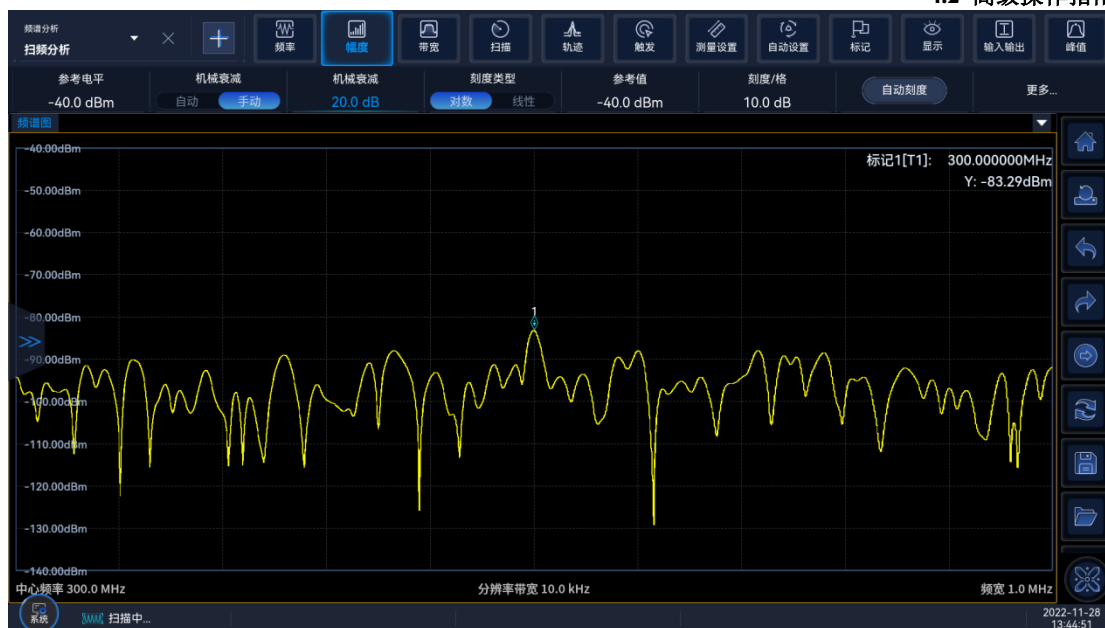 频谱分析
扫频分析
频率
幅度
带宽
扫描
轨迹
触发
测量设置
自动设置
标记
显示
输入输出
峰值
参考电平
机械衰减
机械衰减
刻度类型
参考值
刻度/格
-40.0 dBm
自动
手动
20.0 dB
对数
线性
-40.0 dBm
10.0 dB
自动刻度
更多...
频谱图
-40.00dBm
标记1[T1]: 300.000000MHz
Y: -83.29dBm
-50.00dBm
-60.00dBm
-70.00dBm
-80.00dBm
1
-90.00dBm
-100.00dBm
-110.00dBm
-120.00dBm
-130.00dBm
-140.00dBm
中心频率 300.0 MHz
分辨率带宽 10.0 kHz
频宽 1.0 MHz
系统
扫描中...
2022-11-28
13:44:51